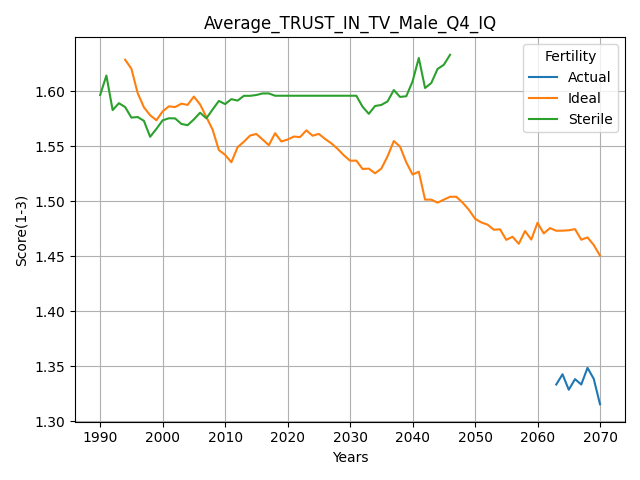 Average_TRUST_IN_TV_Male_Q4_IQ
Fertility
Actual
Ideal
Sterile
Score(1-3)
1.60
1.55
1.50
1.45
1.40
1.35
1.30
1990 2000 2010 2020 2030 2040 2050 2060 2070
Years